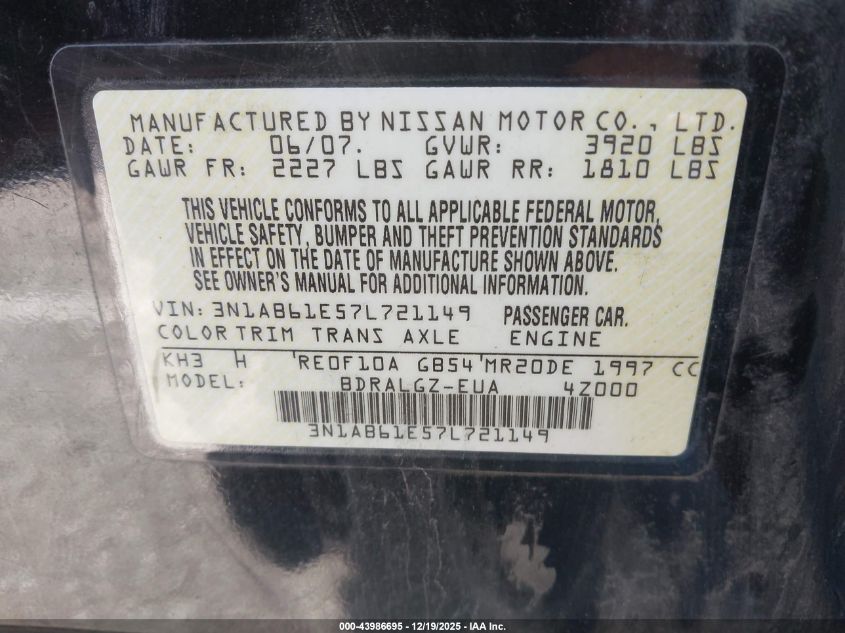 MANUFACTURED BY NISSAN MOTOR CO., LTD.
DATE: 06/07. GVWR: 3920 LBS
GAWR FR: 2227 LBS GAWR RR: 1810 LBS
THIS VEHICLE CONFORMS TO ALL APPLICABLE FEDERAL MOTOR,
VEHICLE SAFETY, BUMPER AND THEFT PREVENTION STANDARDS
IN EFFECT ON THE DATE OF MANUFACTURE SHOWN ABOVE.
SEE OWNER'S MANUAL FOR ADDITIONAL INFORMATION.
VIN: 3N1AB61E57L721149 PASSENGER CAR.
COLOR TRIM TRANS AXLE ENGINE
KH3 H RE0F10A GB54 MR20DE 1997 CC
MODEL: BDRALGZ-EUA 4Z000
3N1AB61E57L721149
000-43986695 - 12/19/2025 - IAA Inc.